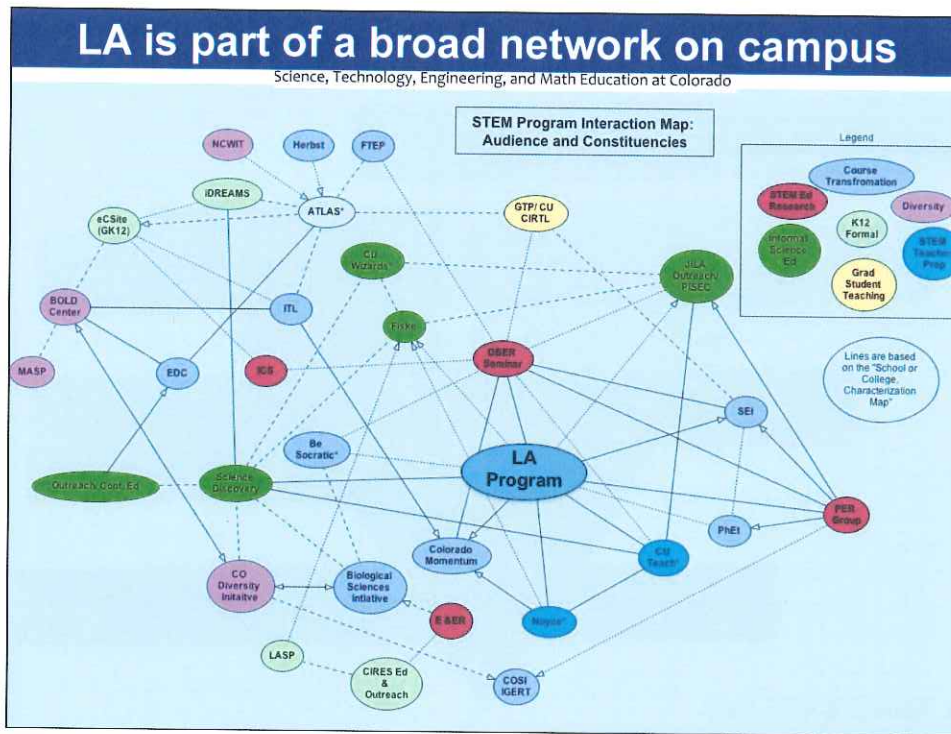 LA is part of a broad network on campus
Science, Technology, Engineering, and Math Education at Colorado
STEM Program Interaction Map:
Audience and Constituencies
Legend
Course
Transfromation
STEM Ed
Research
Diversity
K12
Formal
Informal
Science
Ed
STEM
Teacher
Prep
Grad
Student
Teaching
Lines are based
on the "School or
College,
Characterization
Map"
NCWIT
Herbst
FTEP
iDREAMS
ATLAS*
GTP/ CU
CIRTL
eCSite
(GK12)
CU
Wizards*
JILA
Outreach/
PISEC
BOLD
Center
ITL
Fiske
MASP
EDC
ICS
DBER
Seminar
SEI
Be
Socratic*
LA
Program
Outreach/ Cont. Ed
Science
Discovery
PhEt
PER
Group
Colorado
Momentum
CU
Teach*
CO
Diversity
Initaitve
Biological
Sciences
Intiative
E &ER
Noyce*
LASP
CIRES Ed
&
Outreach
COSI
IGERT